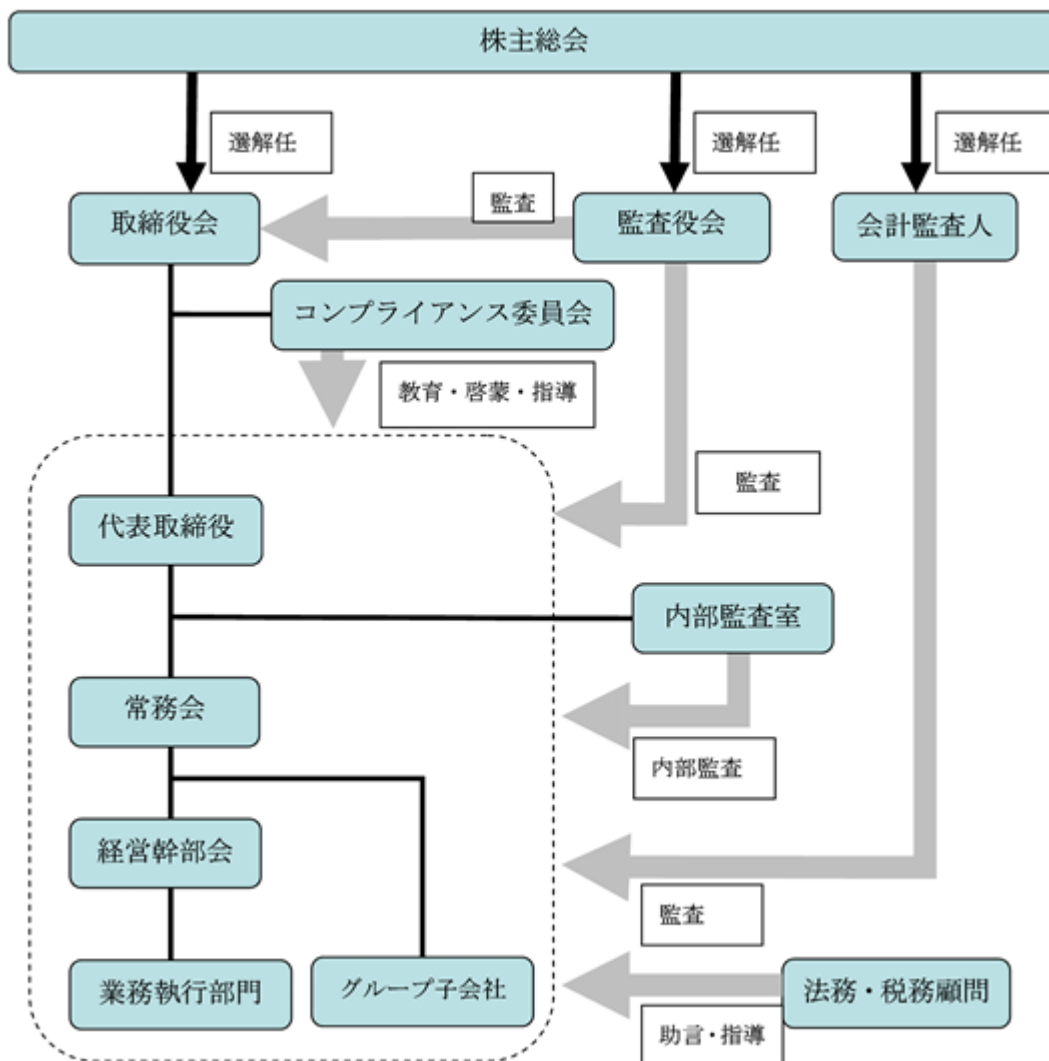 株主総会
選解任
選解任
選解任
取締役会
監査
監査役会
会計監査人
コンプライアンス委員会
教育・啓蒙・指導
監査
代表取締役
内部監査室
常務会
内部監査
経営幹部会
監査
業務執行部門
グループ子会社
法務・税務顧問
助言・指導